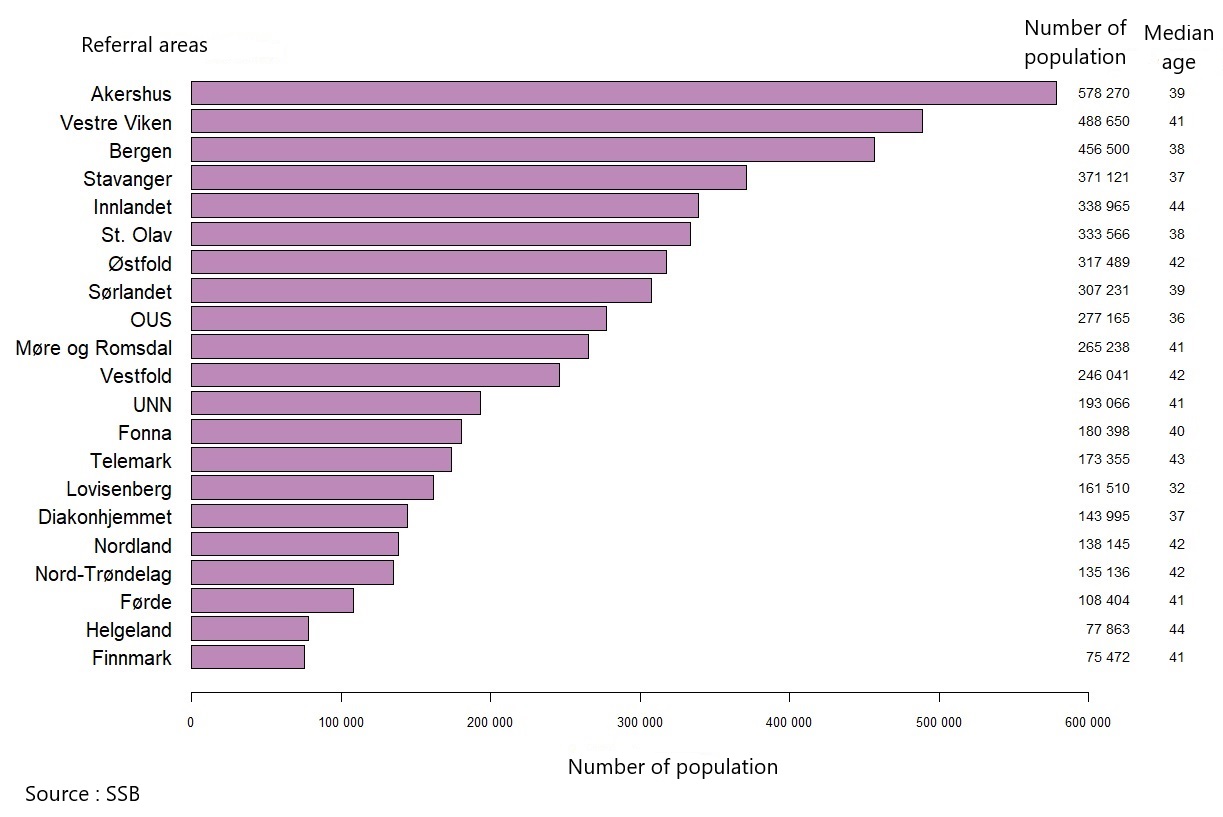 Referral areas
Number of population
Median age
Akershus 578 270 39
Vestre Viken 488 650 41
Bergen 456 500 38
Stavanger 371 121 37
Innlandet 338 965 44
St. Olav 333 566 38
Østfold 317 489 42
Sørlandet 307 231 39
OUS 277 165 36
Møre og Romsdal 265 238 41
Vestfold 246 041 42
UNN 193 066 41
Fonna 180 398 40
Telemark 173 355 43
Lovisenberg 161 510 32
Diakonhjemmet 143 995 37
Nordland 138 145 42
Nord-Trøndelag 135 136 42
Førde 108 404 41
Helgeland 77 863 44
Finnmark 75 472 41
0 100 000 200 000 300 000 400 000 500 000 600 000
Number of population
Source : SSB